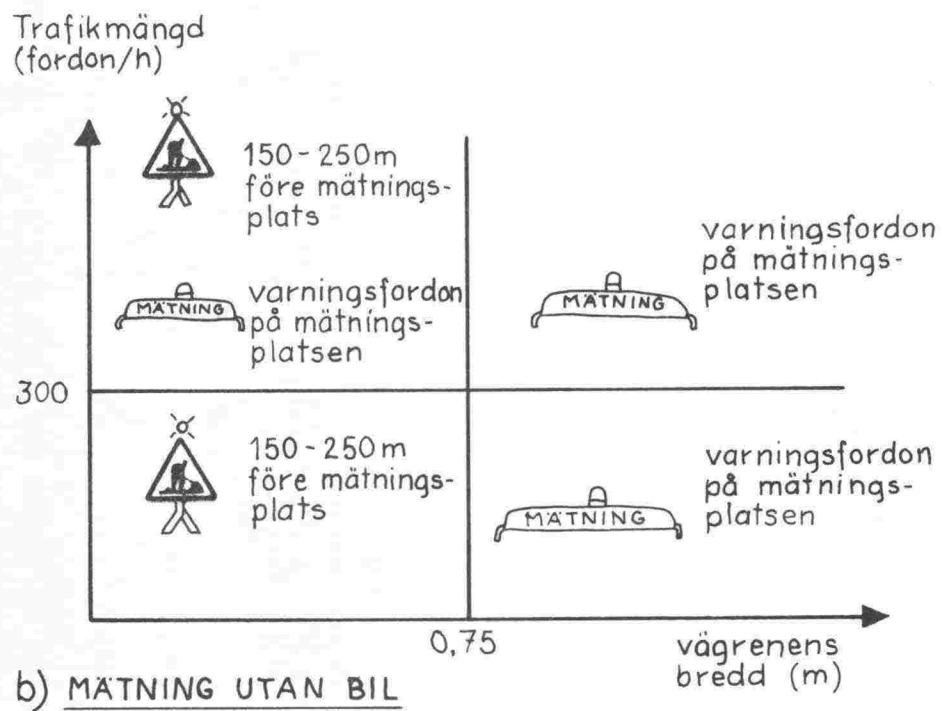 Trafikmängd
(fordon/h)
150-250m
före mätnings-
plats
varningsfordon
på mätnings-
platsen
MÄTNING
varningsfordon
på mätnings-
platsen
MÄTNING
300
150-250m
före mätnings-
plats
varningsfordon
på mätnings-
platsen
MÄTNING
0,75
vägrenens
bredd (m)
b) MÄTNING UTAN BIL